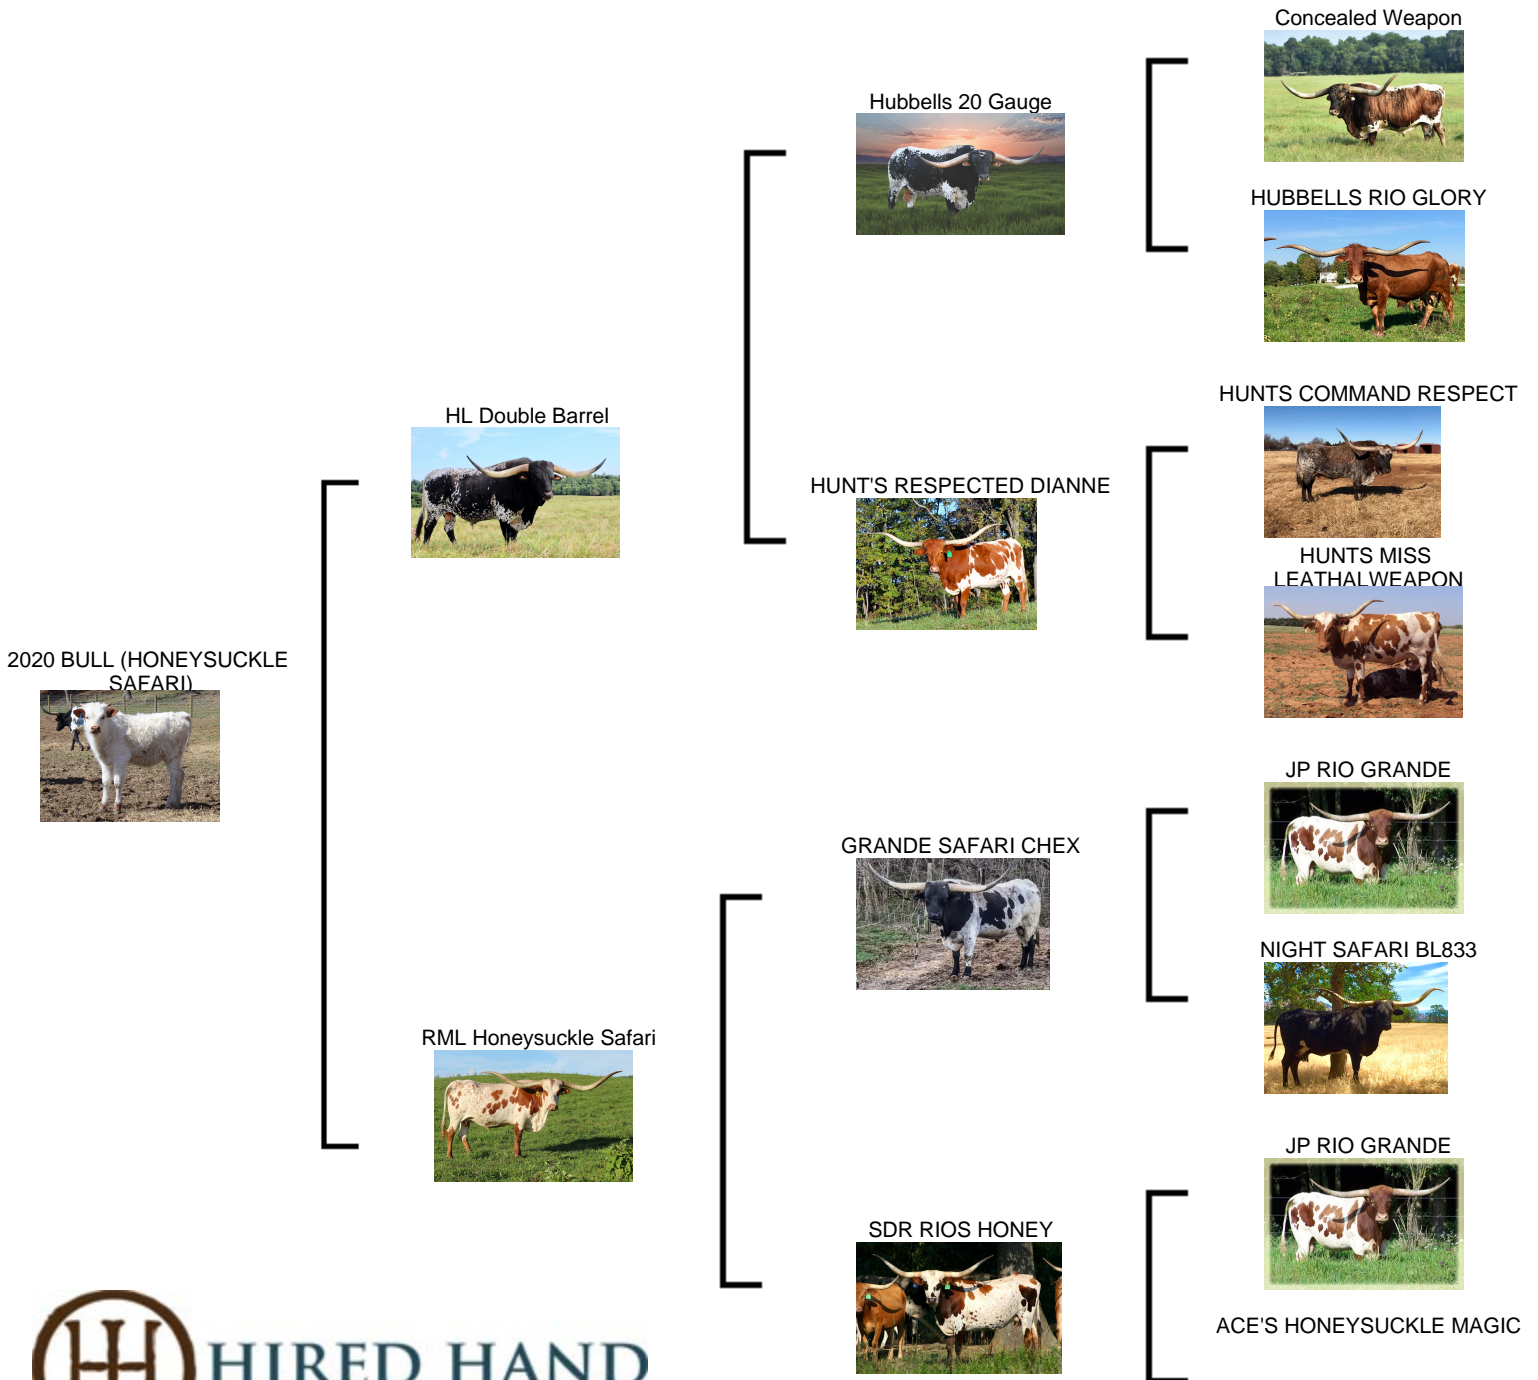 Concealed Weapon
Hubbells 20 Gauge
HUBBELLS RIO GLORY
HUNTS COMMAND RESPECT
HL Double Barrel
HUNT'S RESPECTED DIANNE
HUNTS MISS
LEATHALWEAPON
2020 BULL (HONEYSUCKLE
SAFARI)
JP RIO GRANDE
GRANDE SAFARI CHEX
NIGHT SAFARI BL833
RML Honeysuckle Safari
JP RIO GRANDE
SDR RIOS HONEY
ACE'S HONEYSUCKLE MAGIC
HIRED HAND